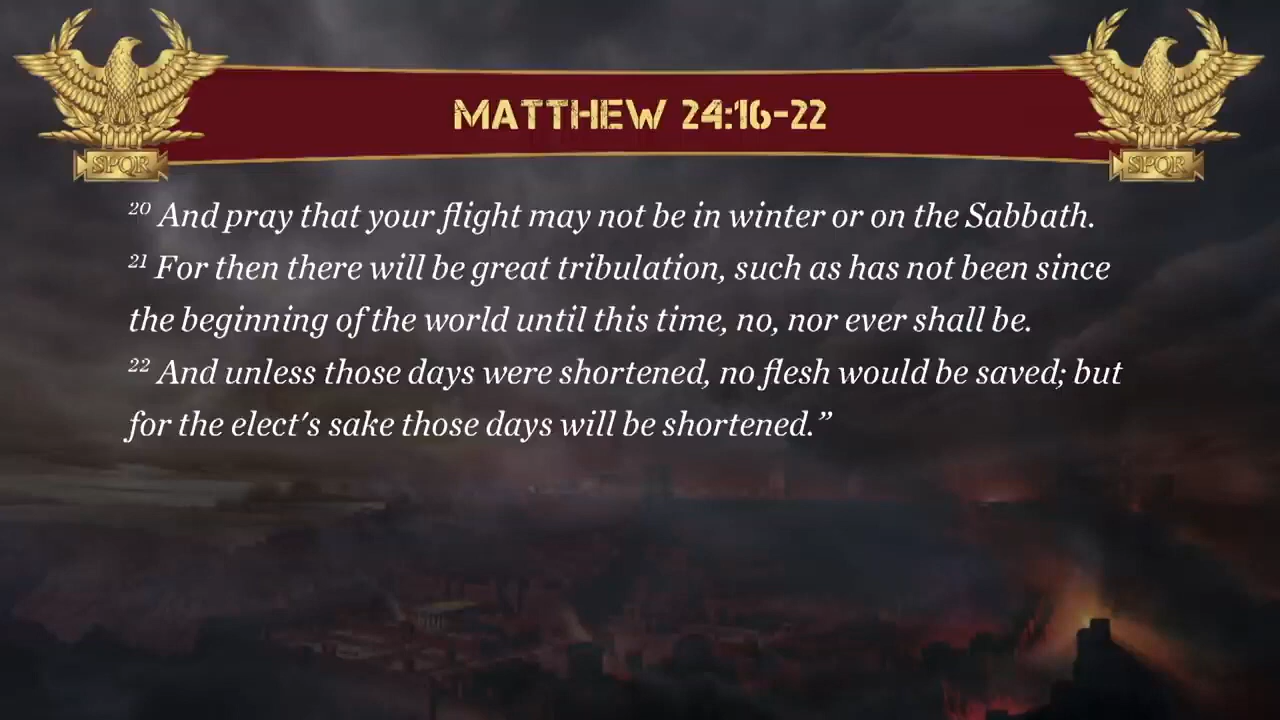 MATTHEW 24:16-22
SPQR SPQR
20 And pray that your flight may not be in winter or on the Sabbath.
21 For then there will be great tribulation, such as has not been since
the beginning of the world until this time, no, nor ever shall be.
22 And unless those days were shortened, no flesh would be saved; but
for the elect's sake those days will be shortened.”